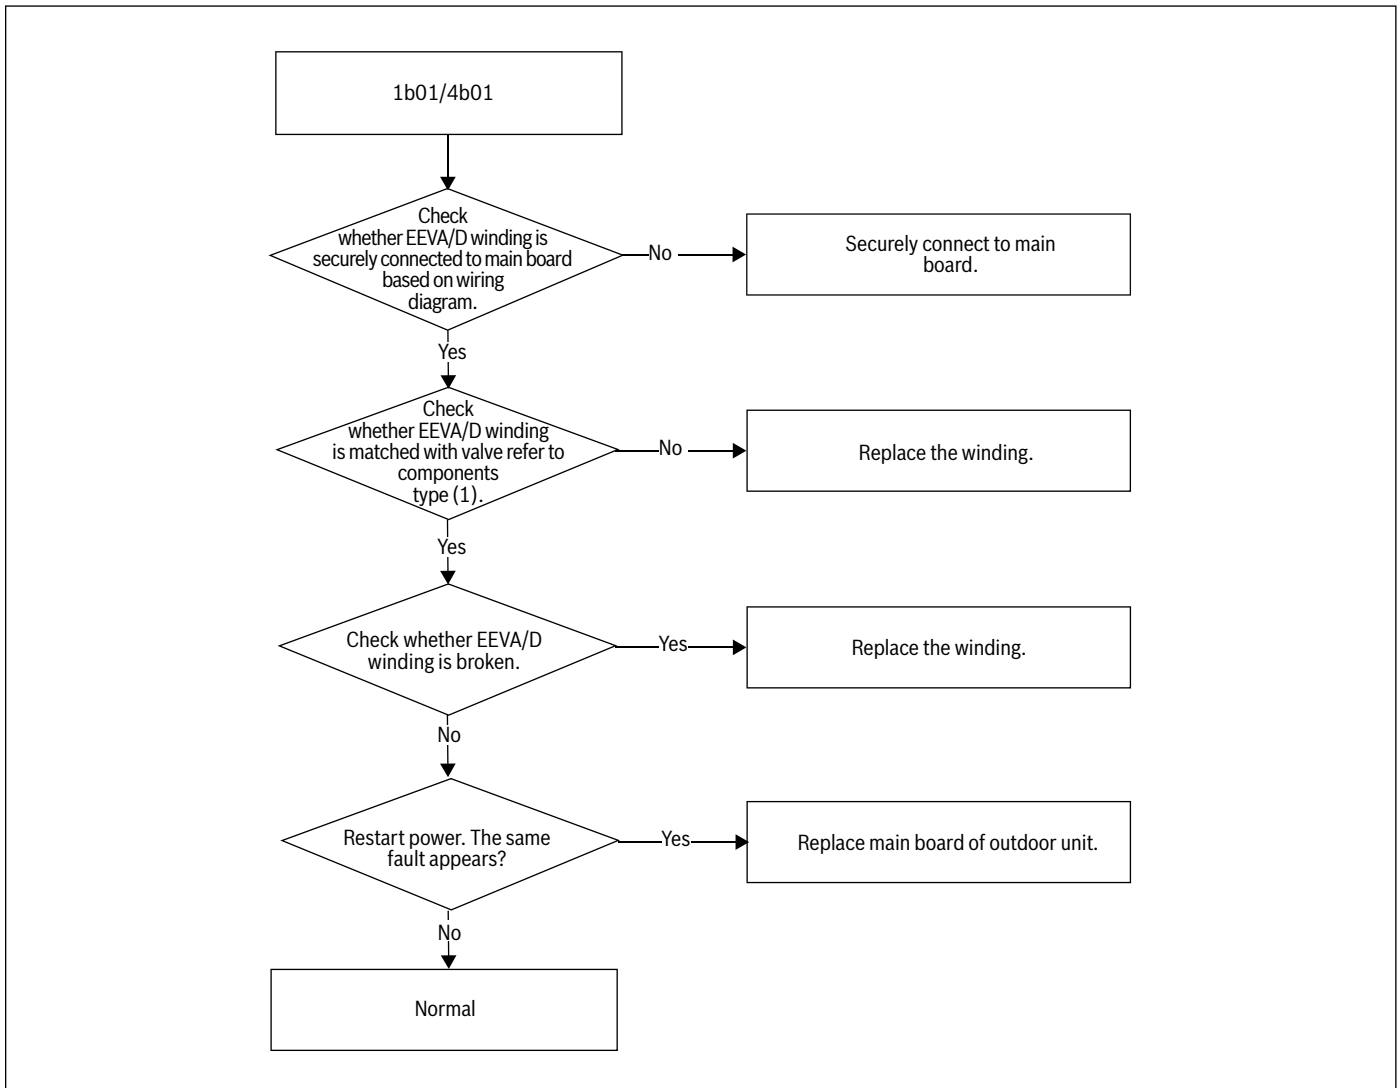 1b01/4b01
Check
whether EEVA/D winding is
securely connected to main board
based on wiring
diagram.
No
Securely connect to main
board.
Yes
Check
whether EEVA/D winding
is matched with valve refer to
components
type (1).
No
Replace the winding.
Yes
Check whether EEVA/D
winding is broken.
Yes
Replace the winding.
No
Restart power. The same
fault appears?
Yes
Replace main board of outdoor unit.
No
Normal